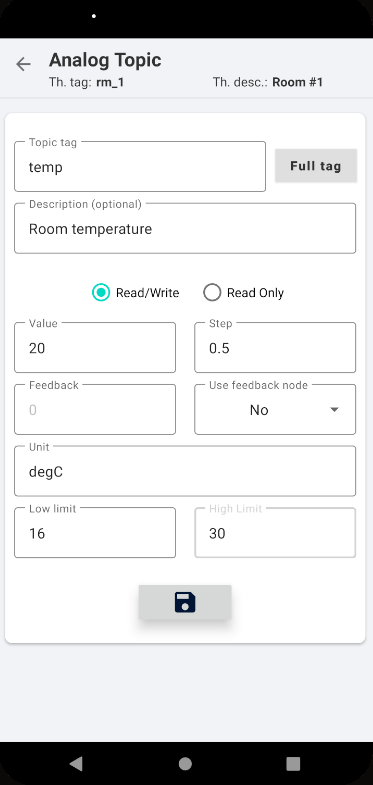 Analog Topic
Th. tag: rm_1 Th. desc.: Room #1
Topic tag
temp
Full tag
Description (optional)
Room temperature
Read/Write Read Only
Value Step
20 0.5
Feedback Use feedback node
0 No
Unit
degC
Low limit High Limit
16 30